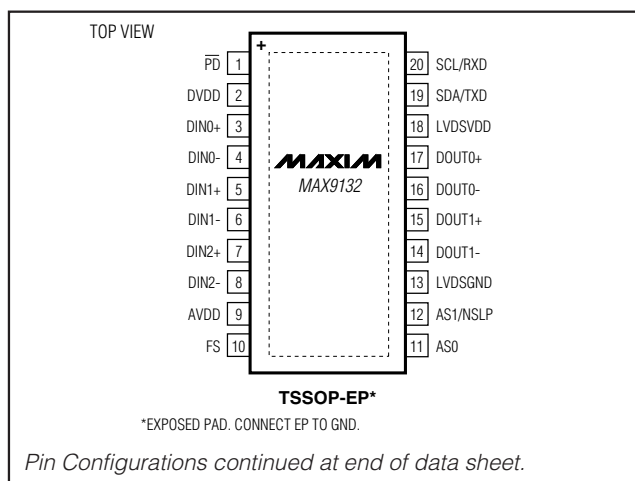 TOP VIEW
+
PD 1
DVDD 2
DIN0+ 3
DIN0- 4
DIN1+ 5
DIN1- 6
DIN2+ 7
DIN2- 8
AVDD 9
FS 10
MAXIM
MAX9132
20 SCL/RXD
19 SDA/TXD
18 LVDSVDD
17 DOUT0+
16 DOUT0-
15 DOUT1+
14 DOUT1-
13 LVDSGND
12 AS1/NSLP
11 AS0
TSSOP-EP*
*EXPOSED PAD. CONNECT EP TO GND.
Pin Configurations continued at end of data sheet.